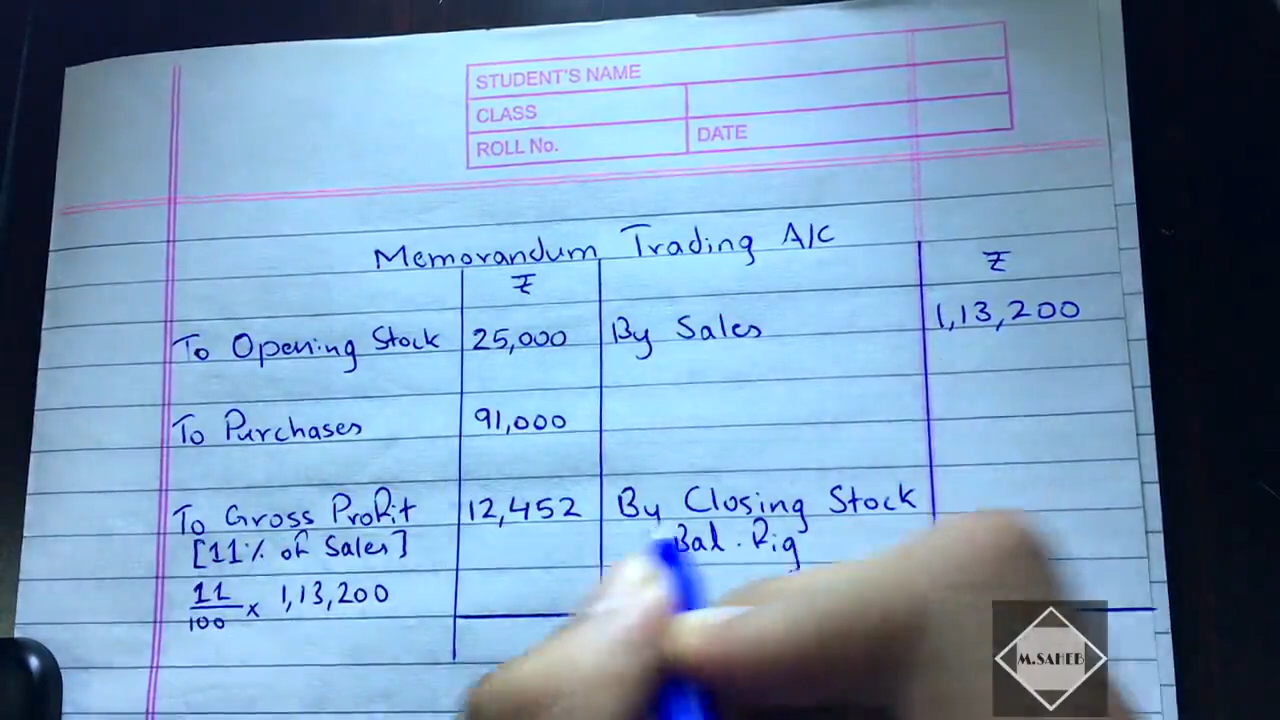 STUDENT'S NAME
CLASS
ROLL No.
DATE
Memorandum Trading A/C
₹ ₹
To Opening Stock 25,000 By Sales 1,13,200
To Purchases 91,000
To Gross Profit 12,452 By Closing Stock
[11% of Sales] Bal. Fig
11/100 x 1,13,200
M.SAHEB